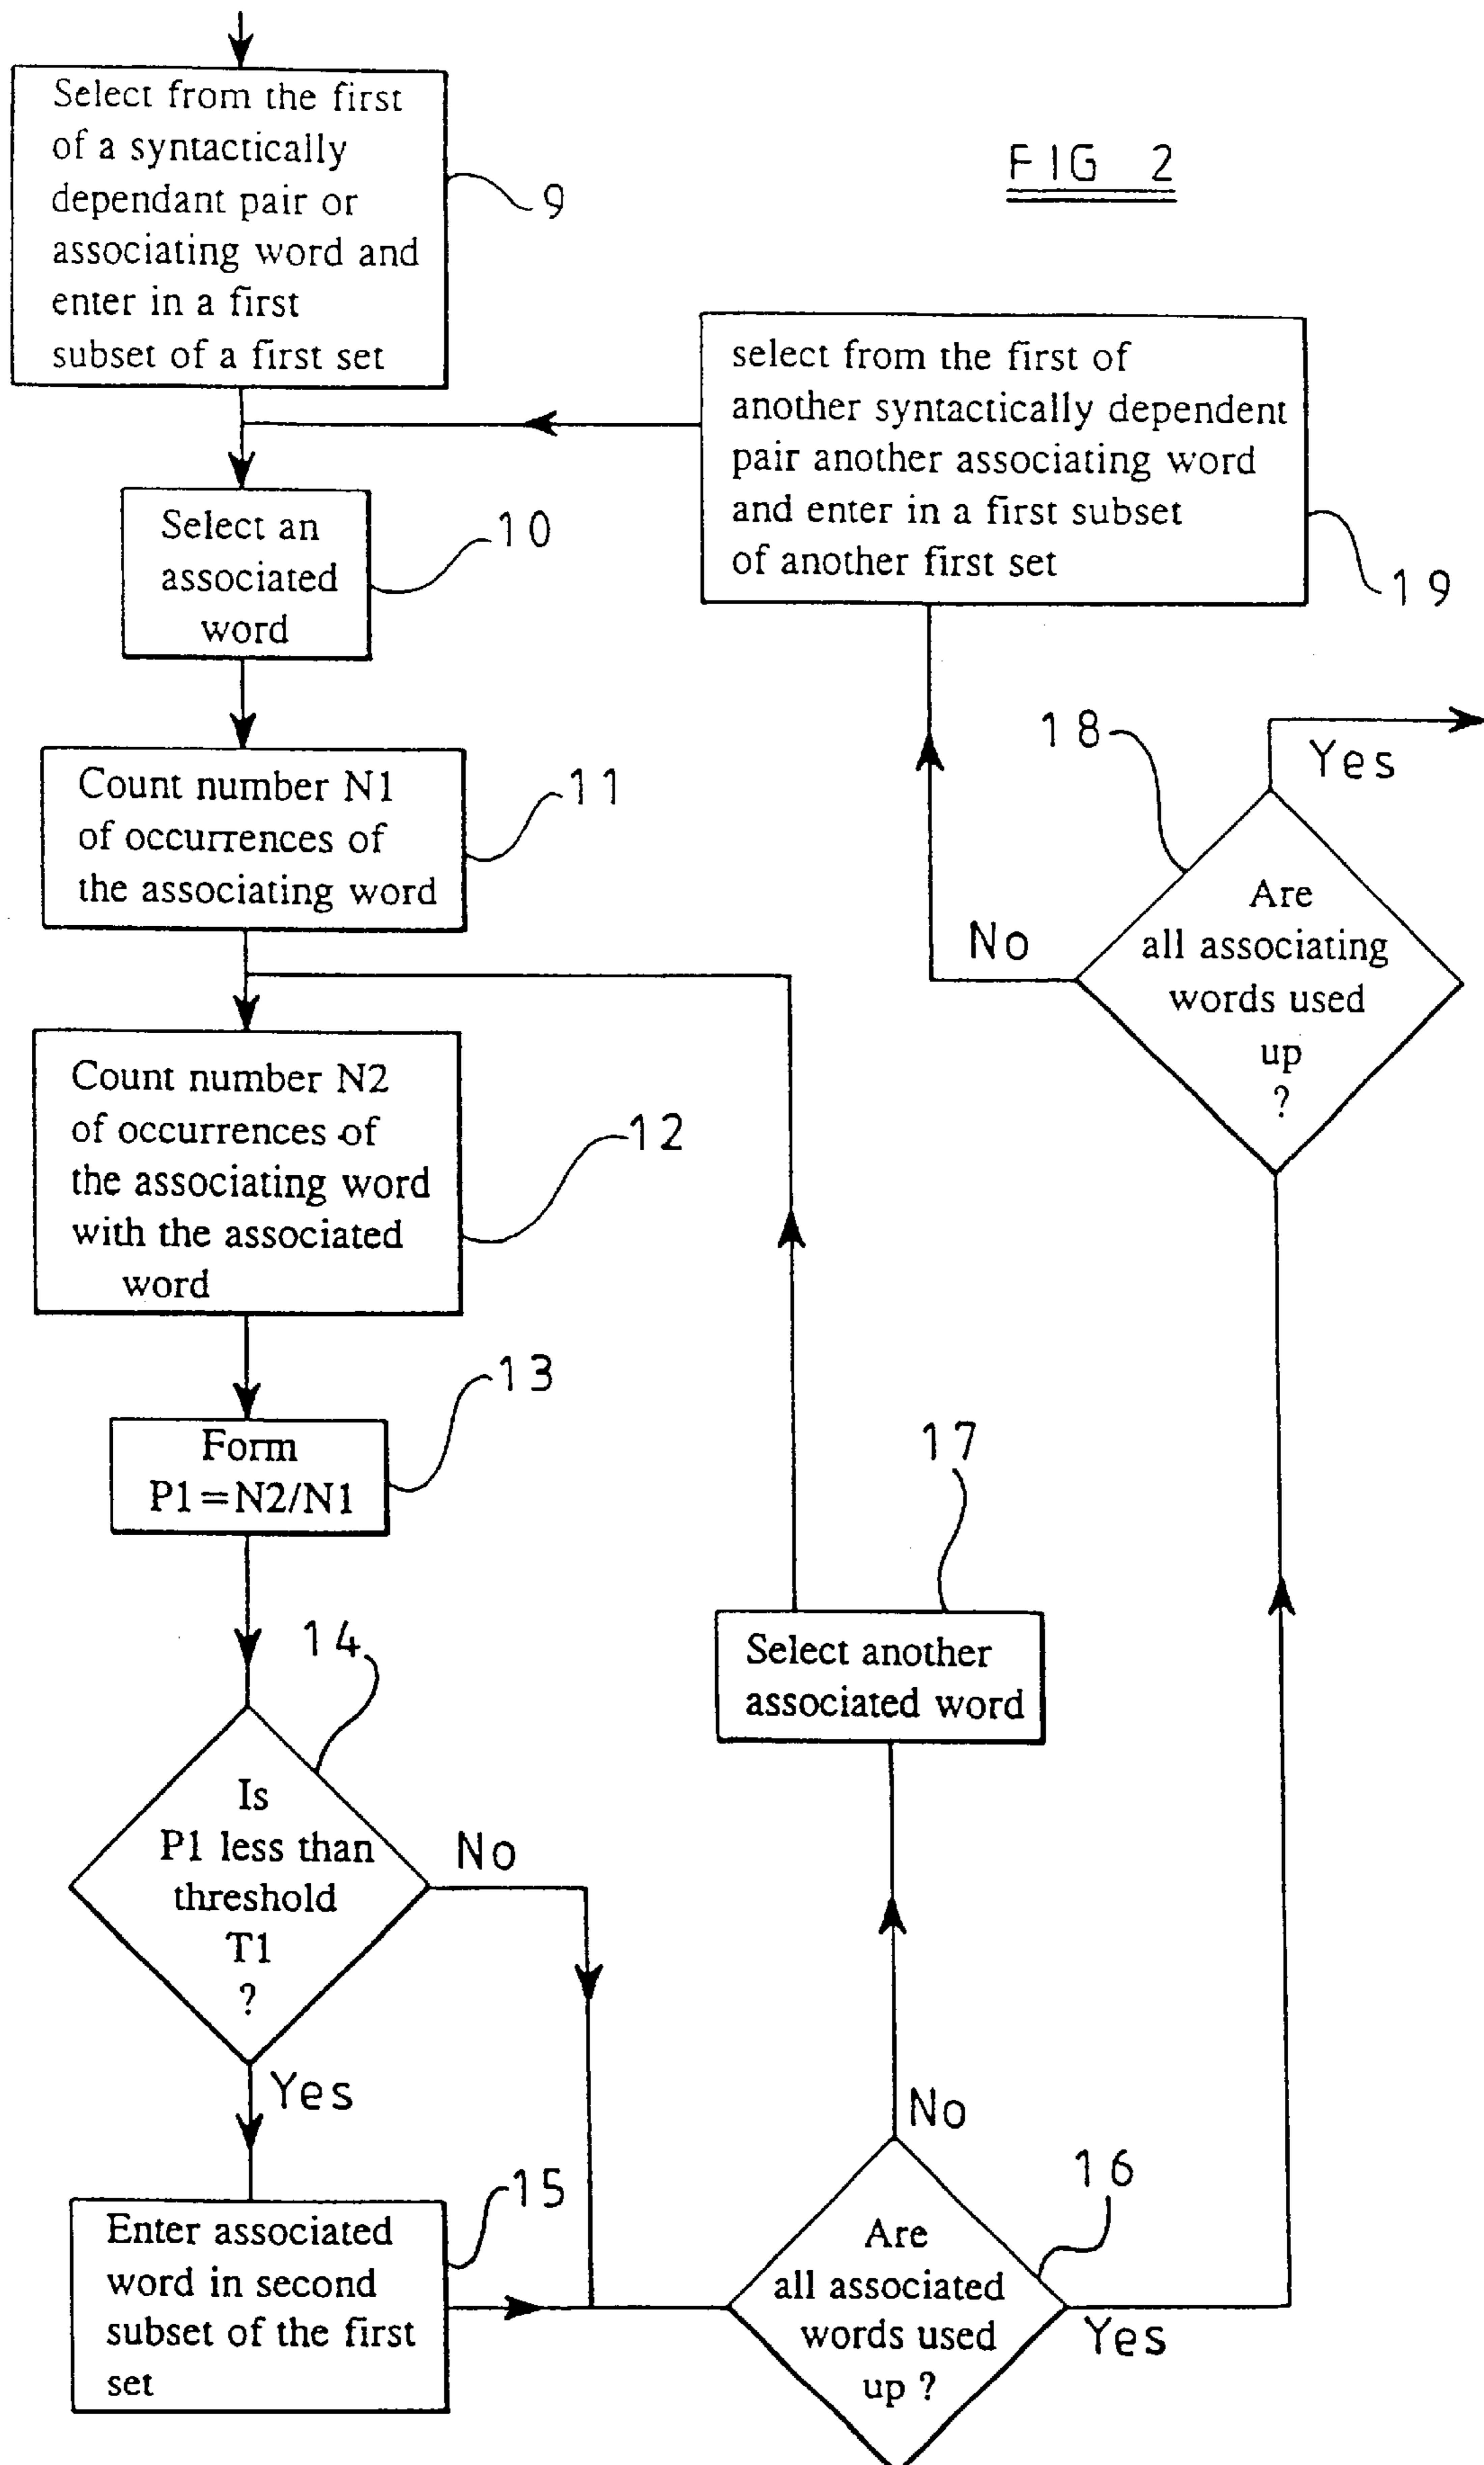 FIG 2
Select from the first
of a syntactically
dependant pair or
associating word and
enter in a first
subset of a first set
9
select from the first of
another syntactically dependent
pair another associating word
and enter in a first subset
of another first set
19
Select an
associated
word
10
Count number N1
of occurrences of
the associating word
11
18
Yes
Are
all associating
words used
up
?
No
Count number N2
of occurrences of
the associating word
with the associated
word
12
Form
P1=N2/N1
13
17
Select another
associated word
14
Is
P1 less than
threshold
T1
?
No
Yes
Enter associated
word in second
subset of the first
set
15
No
16
Are
all associated
words used
up ?
Yes